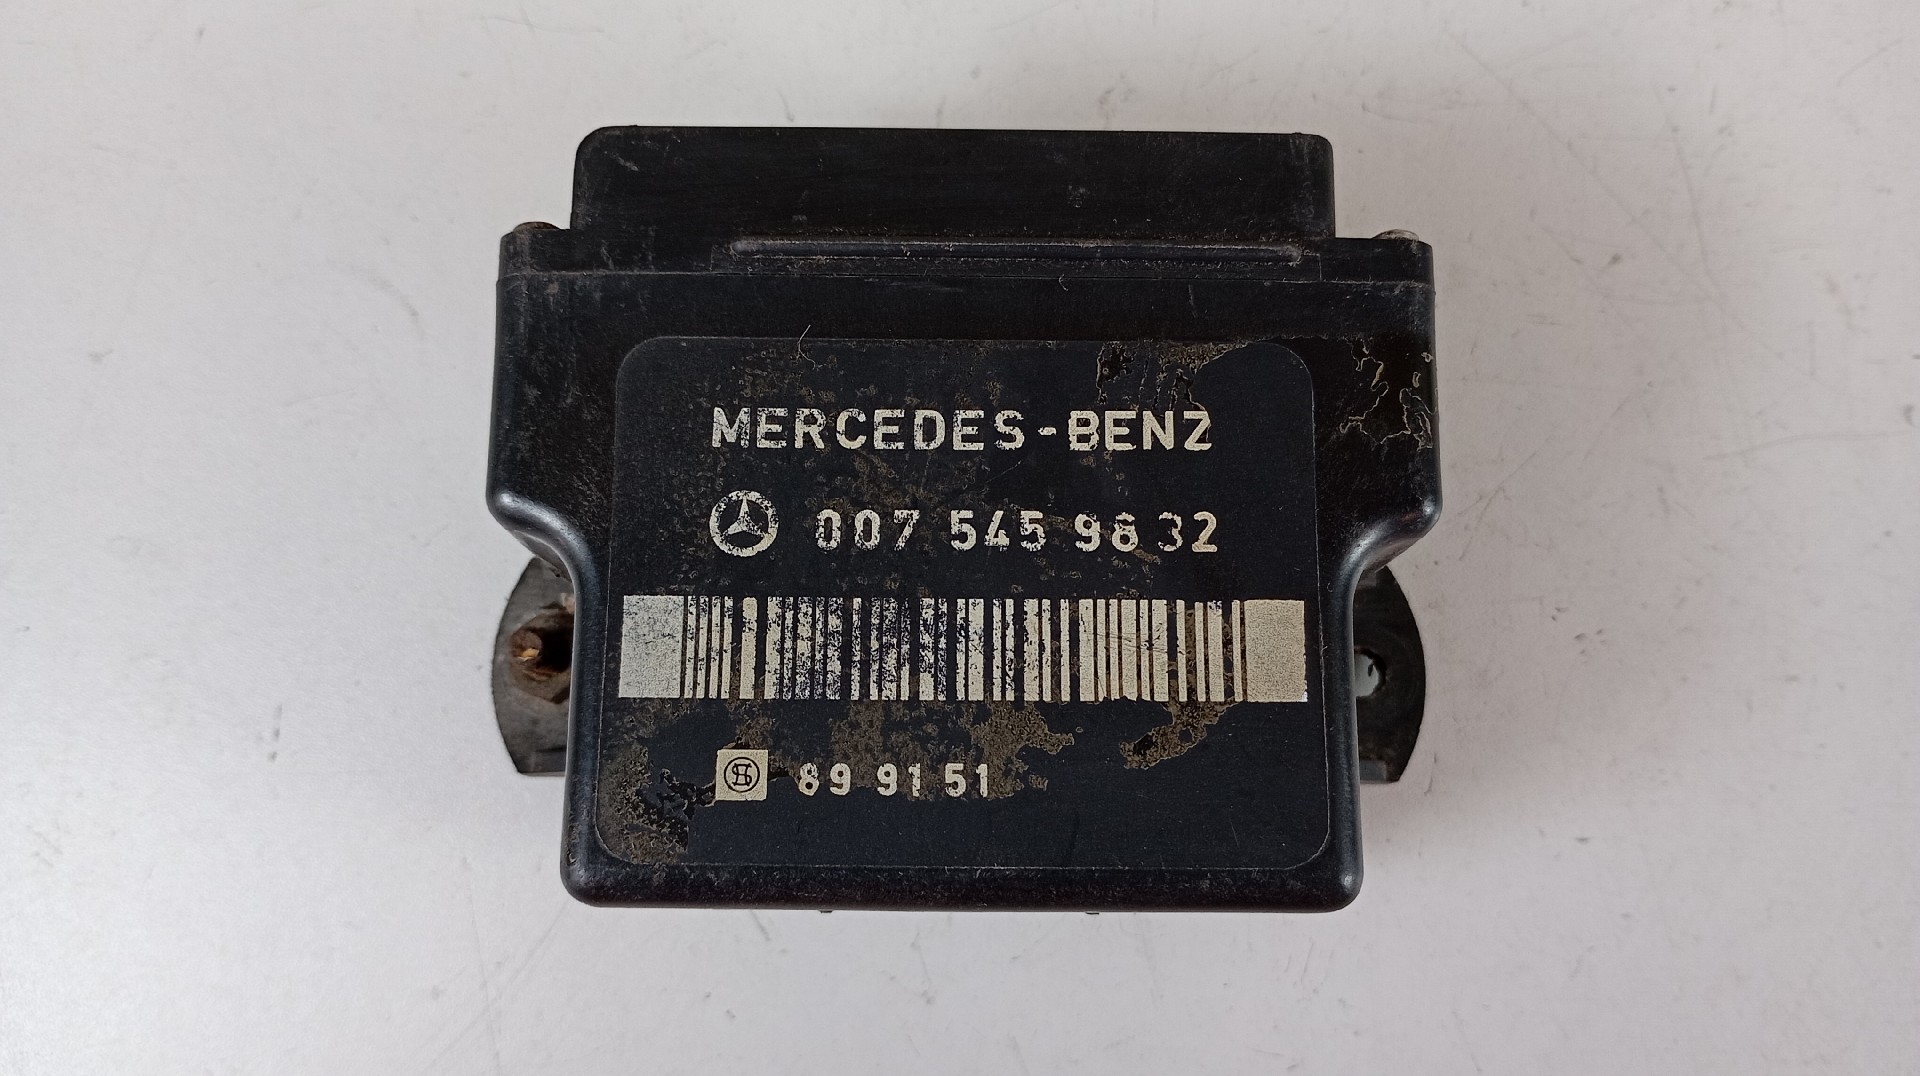 MERCEDES-BENZ
007 545 98 32
89 91 51